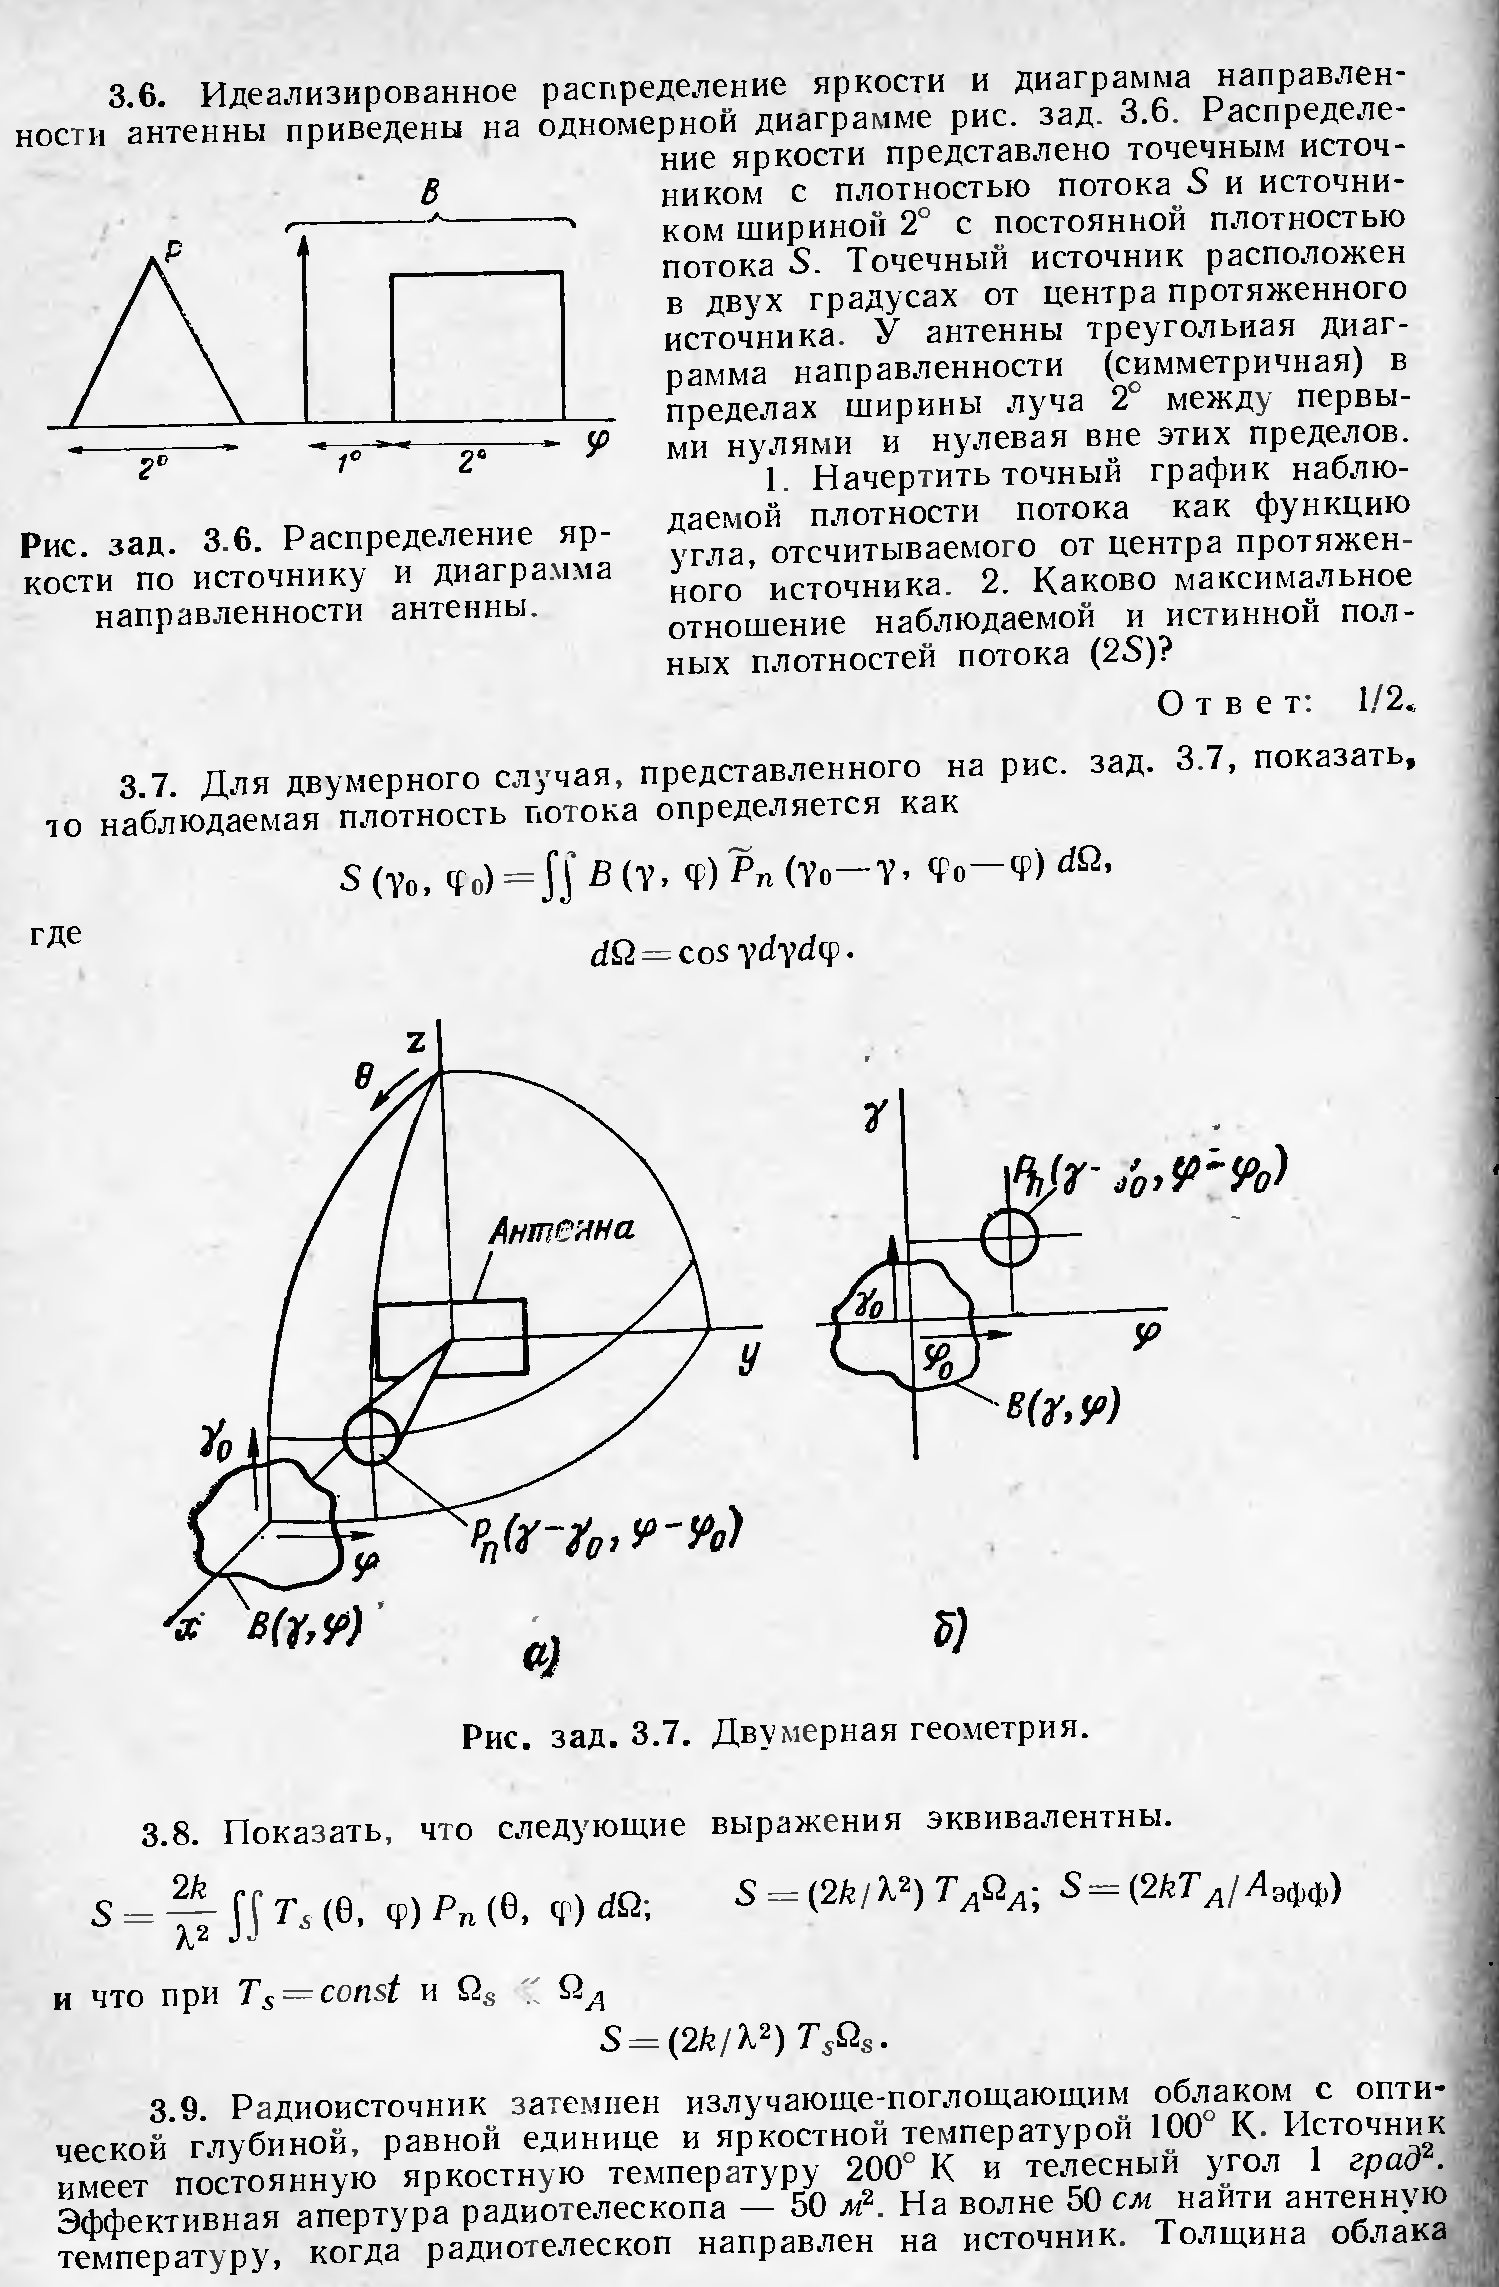 3.6. Идеализированное распределение яркости и диаграмма направлен-
ности антенны приведены на одномерной диаграмме рис. зад. 3.6. Распределе-
ние яркости представлено точечным источ-
ником с плотностью потока S и источни-
ком шириной 2° с постоянной плотностью
потока S. Точечный источник расположен
в двух градусах от центра протяженного
источника. У антенны треугольная диаг-
рамма направленности (симметричная) в
пределах ширины луча 2° между первы-
ми нулями и нулевая вне этих пределов.
1. Начертить точный график наблю-
даемой плотности потока как функцию
угла, отсчитываемого от центра протяжен-
ного источника. 2. Каково максимальное
отношение наблюдаемой и истинной пол-
ных плотностей потока (2S)?
Ответ: 1/2.
P
B
2°
1°
2°
φ
Рис. зад. 3.6. Распределение яр-
кости по источнику и диаграмма
направленности антенны.
3.7. Для двумерного случая, представленного на рис. зад. 3.7, показать,
то наблюдаемая плотность потока определяется как
S (γ₀, φ₀) = ∫∫ B (γ, φ) P̃ₙ (γ₀—γ, φ₀—φ) dΩ,
где
dΩ = cos γdγdφ.
z
θ
Антенна
y
γ₀
φ
x
B(γ,φ)
Pₙ(γ-γ₀, φ-φ₀)
а)
γ
Pₙ(γ-γ₀, φ-φ₀)
γ₀
φ₀
φ
B(γ,φ)
б)
Рис. зад. 3.7. Двумерная геометрия.
3.8. Показать, что следующие выражения эквивалентны.
S = 2k/λ² ∫∫ Tₛ (θ, φ) Pₙ (θ, φ) dΩ; S = (2k/λ²) T_АΩ_А; S = (2kT_А/А_эфф)
и что при Tₛ = const и Ωₛ ≪ Ω_А
S = (2k/λ²) TₛΩₛ.
3.9. Радиоисточник затемнен излучающе-поглощающим облаком с опти-
ческой глубиной, равной единице и яркостной температурой 100° К. Источник
имеет постоянную яркостную температуру 200° К и телесный угол 1 град².
Эффективная апертура радиотелескопа — 50 м². На волне 50 см найти антенную
температуру, когда радиотелескоп направлен на источник. Толщина облака